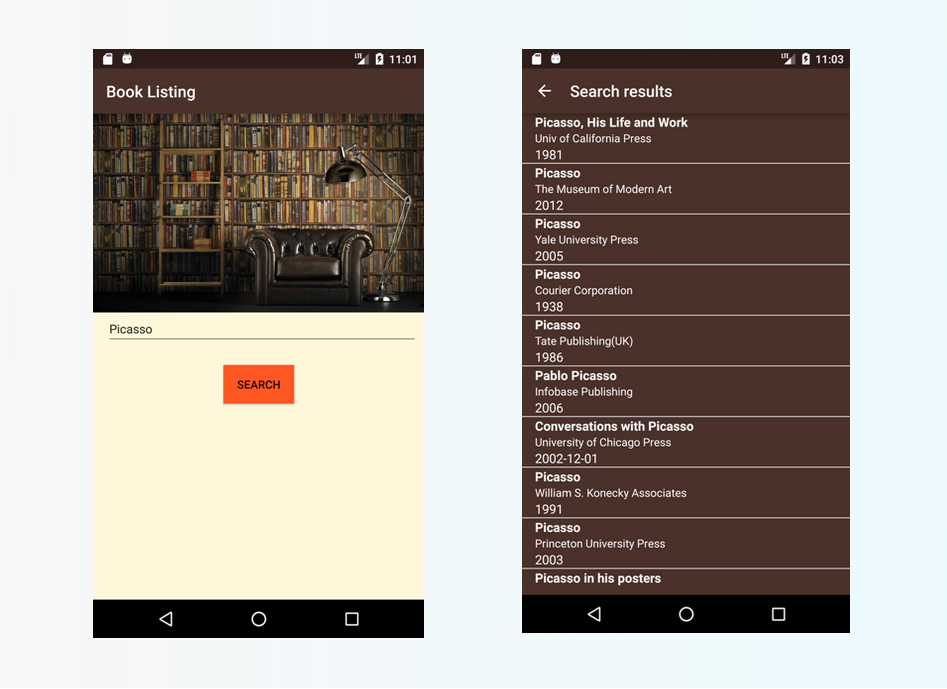 LTE 11:01
Book Listing
Picasso
SEARCH
LTE 11:03
Search results
Picasso, His Life and Work
Univ of California Press
1981
Picasso
The Museum of Modern Art
2012
Picasso
Yale University Press
2005
Picasso
Courier Corporation
1938
Picasso
Tate Publishing(UK)
1986
Pablo Picasso
Infobase Publishing
2006
Conversations with Picasso
University of Chicago Press
2002-12-01
Picasso
William S. Konecky Associates
1991
Picasso
Princeton University Press
2003
Picasso in his posters